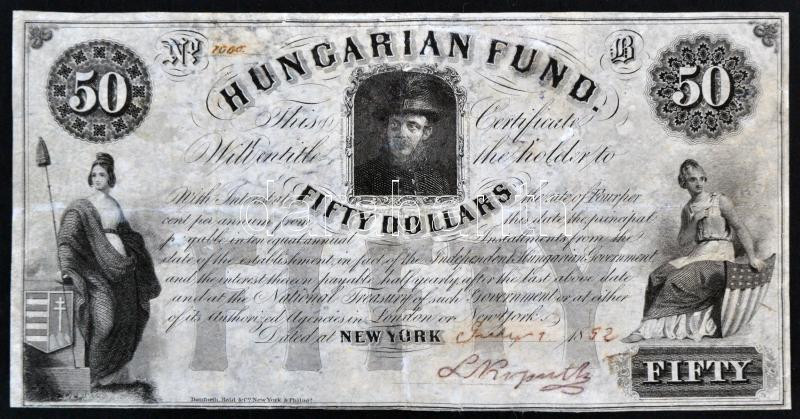 No. 7000. B
HUNGARIAN FUND.
50 50
This Certificate
Will entitle the holder to
FIFTY DOLLARS
With Interest the rate of Four per
cent per annum from this date the principal
payable in ten equal annual Instalments from the
date of the establishment, in fact, of the Independent Hungarian Government
and the interest thereon payable half yearly after the last above date
and at the National Treasury of such Government or at either
of its Authorized Agencies in London or New York.
Dated at NEW YORK 1852
L Kossuth
FIFTY
Danforth, Bald & Co. New York & Philada.